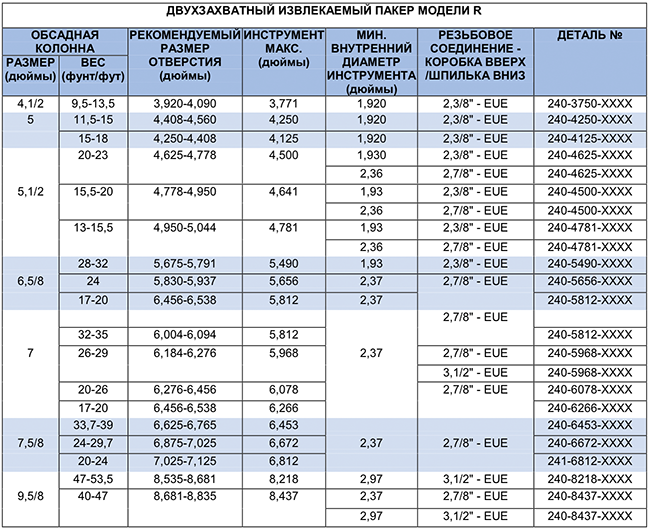 ДВУХЗАХВАТНЫЙ ИЗВЛЕКАЕМЫЙ ПАКЕР МОДЕЛИ R
ОБСАДНАЯ КОЛОННА РЕКОМЕНДУЕМЫЙ РАЗМЕР ОТВЕРСТИЯ (дюймы) ИНСТРУМЕНТ МАКС. (дюймы) МИН. ВНУТРЕННИЙ ДИАМЕТР ИНСТРУМЕНТА (дюймы) РЕЗЬБОВОЕ СОЕДИНЕНИЕ - КОРОБКА ВВЕРХ /ШПИЛЬКА ВНИЗ ДЕТАЛЬ №
РАЗМЕР (дюймы) ВЕС (фунт/фут)
4,1/2 9,5-13,5 3,920-4,090 3,771 1,920 2,3/8" - EUE 240-3750-XXXX
5 11,5-15 4,408-4,560 4,250 1,920 2,3/8" - EUE 240-4250-XXXX
15-18 4,250-4,408 4,125 1,920 2,3/8" - EUE 240-4125-XXXX
20-23 4,625-4,778 4,500 1,930 2,3/8" - EUE 240-4625-XXXX
2,36 2,7/8" - EUE 240-4625-XXXX
5,1/2 15,5-20 4,778-4,950 4,641 1,93 2,3/8" - EUE 240-4500-XXXX
2,36 2,7/8" - EUE 240-4500-XXXX
13-15,5 4,950-5,044 4,781 1,93 2,3/8" - EUE 240-4781-XXXX
2,36 2,7/8" - EUE 240-4781-XXXX
28-32 5,675-5,791 5,490 1,93 2,3/8" - EUE 240-5490-XXXX
6,5/8 24 5,830-5,937 5,656 2,37 2,7/8" - EUE 240-5656-XXXX
17-20 6,456-6,538 5,812 2,37 240-5812-XXXX
2,7/8" - EUE
32-35 6,004-6,094 5,812 240-5812-XXXX
7 26-29 6,184-6,276 5,968 2,37 2,7/8" - EUE 240-5968-XXXX
3,1/2" - EUE 240-5968-XXXX
20-26 6,276-6,456 6,078 2,7/8" - EUE 240-6078-XXXX
17-20 6,456-6,538 6,266 240-6266-XXXX
33,7-39 6,625-6,765 6,453 240-6453-XXXX
7,5/8 24-29,7 6,875-7,025 6,672 2,37 2,7/8" - EUE 240-6672-XXXX
20-24 7,025-7,125 6,812 241-6812-XXXX
47-53,5 8,535-8,681 8,218 2,97 3,1/2" - EUE 240-8218-XXXX
9,5/8 40-47 8,681-8,835 8,437 2,37 2,7/8" - EUE 240-8437-XXXX
2,97 3,1/2" - EUE 240-8437-XXXX